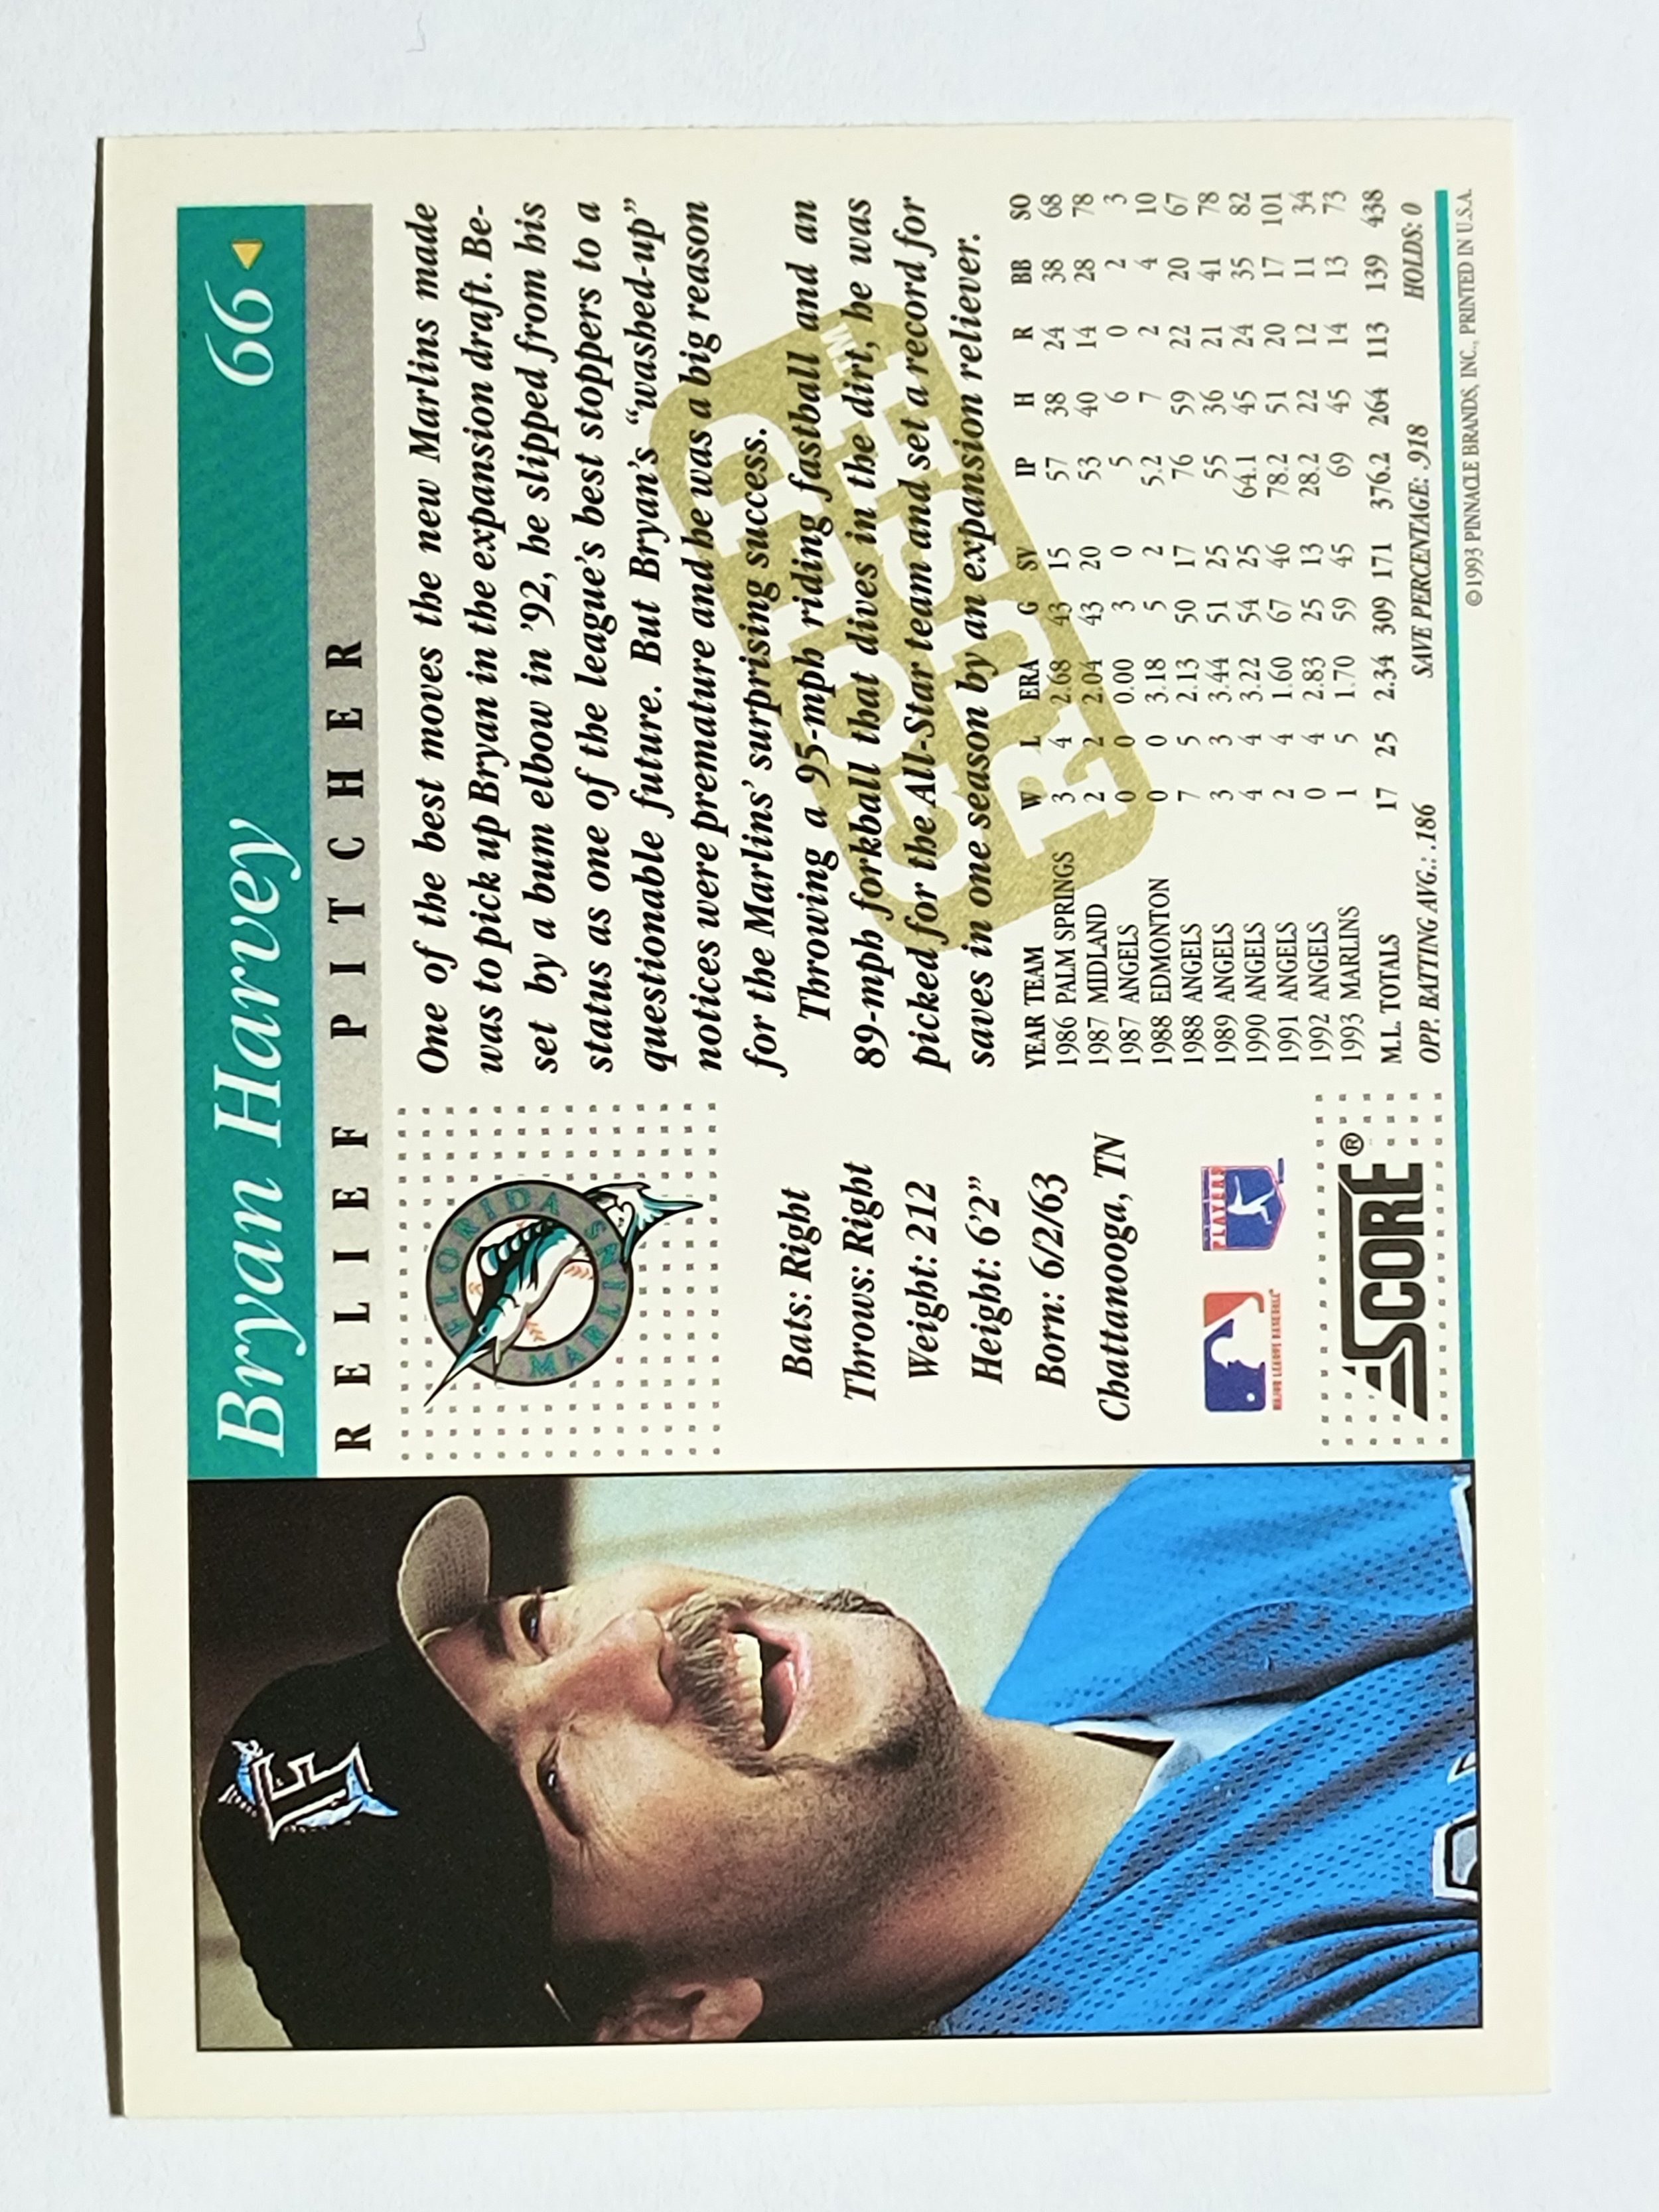 Bryan Harvey 66
RELIEF PITCHER
FLORIDA
MARLINS
One of the best moves the new Marlins made
was to pick up Bryan in the expansion draft. Be-
set by a bum elbow in '92, he slipped from his
status as one of the league's best stoppers to a
questionable future. But Bryan's "washed-up"
notices were premature and he was a big reason
for the Marlins' surprising success.
Throwing a 95-mph riding fastball and an
89-mph forkball that dives in the dirt, he was
picked for the All-Star team and set a record for
saves in one season by an expansion reliever.
GOLD
RUSH
TM
Bats: Right
Throws: Right
Weight: 212
Height: 6'2"
Born: 6/2/63
Chattanooga, TN
YEAR TEAM W L ERA G SV IP H R BB SO
1986 PALM SPRINGS 3 4 2.68 43 15 57 38 24 38 68
1987 MIDLAND 2 2 2.04 43 20 53 40 14 28 78
1987 ANGELS 0 0 0.00 3 0 5 6 0 2 3
1988 EDMONTON 0 0 3.18 5 2 5.2 7 2 4 10
1988 ANGELS 7 5 2.13 50 17 76 59 22 20 67
1989 ANGELS 3 3 3.44 51 25 55 36 21 41 78
1990 ANGELS 4 4 3.22 54 25 64.1 45 24 35 82
1991 ANGELS 2 4 1.60 67 46 78.2 51 20 17 101
1992 ANGELS 0 4 2.83 25 13 28.2 22 12 11 34
1993 MARLINS 1 5 1.70 59 45 69 45 14 13 73
M.L. TOTALS 17 25 2.34 309 171 376.2 264 113 139 438
OPP. BATTING AVG.: .186 SAVE PERCENTAGE: .918 HOLDS: 0
MAJOR LEAGUE BASEBALL
PLAYERS
SCORE®
©1993 PINNACLE BRANDS, INC., PRINTED IN U.S.A.
F